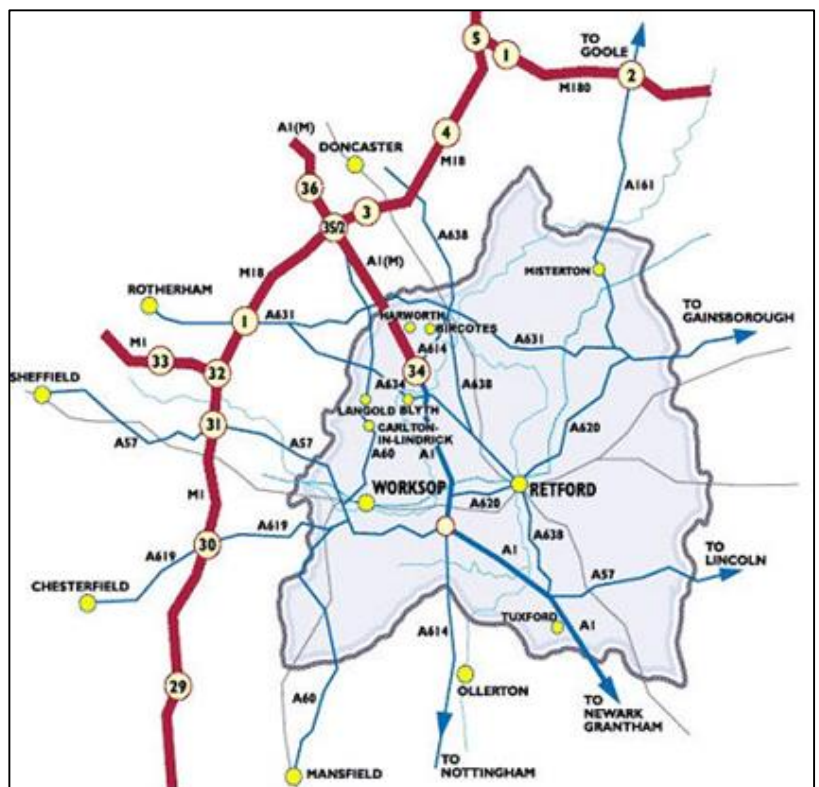 TO
GOOLE
5
1
2
M180
A1(M)
DONCASTER
4
M18
36
3
A161
35/2
A638
A1(M)
M18
MISTERTON
ROTHERHAM
1
A631
HARWORTH
BIRCOTES
TO
GAINSBOROUGH
A631
M1
33
A614
32
34
SHEFFIELD
A634
A638
LANGOLD
BLYTH
31
CARLTON-
IN-LINDRICK
A620
A57
A57
A60
A1
WORKSOP
RETFORD
M1
A620
A619
A638
30
A1
TO
LINCOLN
A619
A57
CHESTERFIELD
TUXFORD
A1
A614
29
OLLERTON
A60
TO
NEWARK
GRANTHAM
TO
NOTTINGHAM
MANSFIELD